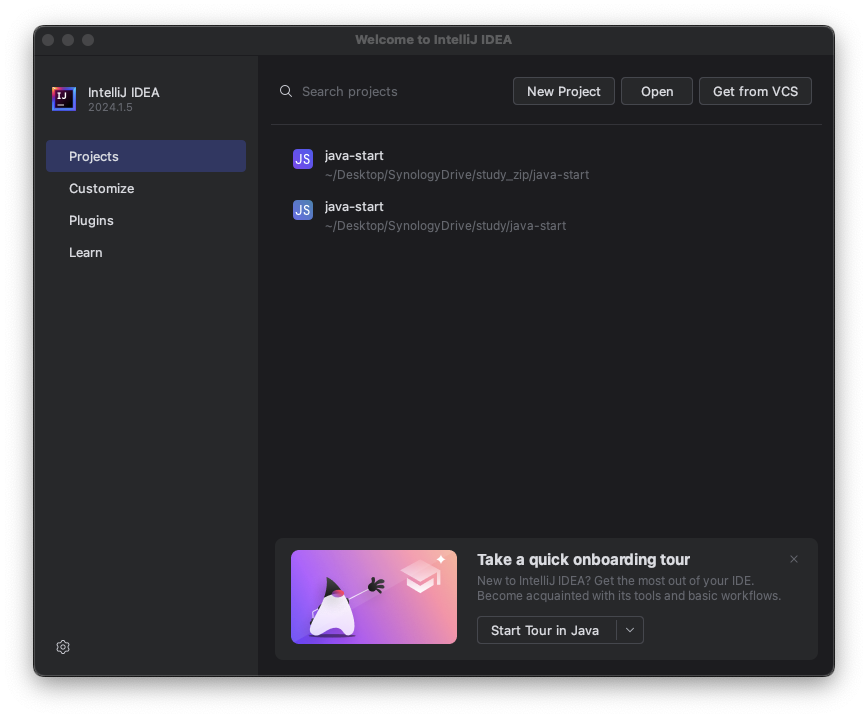 Welcome to IntelliJ IDEA
IJ
IntelliJ IDEA
2024.1.5
Projects
Customize
Plugins
Learn
Search projects
New Project
Open
Get from VCS
JS
java-start
~/Desktop/SynologyDrive/study_zip/java-start
JS
java-start
~/Desktop/SynologyDrive/study/java-start
Take a quick onboarding tour
New to IntelliJ IDEA? Get the most out of your IDE.
Become acquainted with its tools and basic workflows.
Start Tour in Java